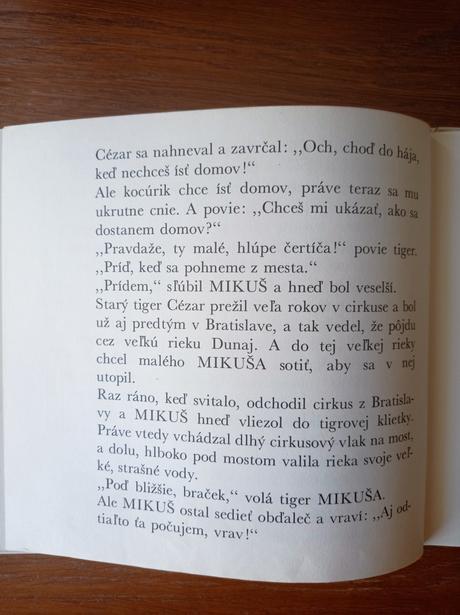 Cézar sa nahneval a zavrčal: ,,Och, choď do hája,
keď nechceš ísť domov!“
Ale kocúrik chce ísť domov, práve teraz sa mu
ukrutne cnie. A povie: ,,Chceš mi ukázať, ako sa
dostanem domov?“
,,Pravdaže, ty malé, hlúpe čertíča!“ povie tiger.
,,Príď, keď sa pohneme z mesta.“
,,Prídem,“ sľúbil MIKUŠ a hneď bol veselší.
Starý tiger Cézar prežil veľa rokov v cirkuse a bol
už aj predtým v Bratislave, a tak vedel, že pôjdu
cez veľkú rieku Dunaj. A do tej veľkej rieky
chcel malého MIKUŠA sotiť, aby sa v nej
utopil.
Raz ráno, keď svitalo, odchodil cirkus z Bratisla-
vy a MIKUŠ hneď vliezol do tigrovej klietky.
Práve vtedy vchádzal dlhý cirkusový vlak na most,
a dolu, hlboko pod mostom valila rieka svoje veľ-
ké, strašné vody.
,,Poď bližšie, braček,“ volá tiger MIKUŠA.
Ale MIKUŠ ostal sedieť obďaleč a vraví: ,,Aj od-
tiaľto ťa počujem, vrav!“